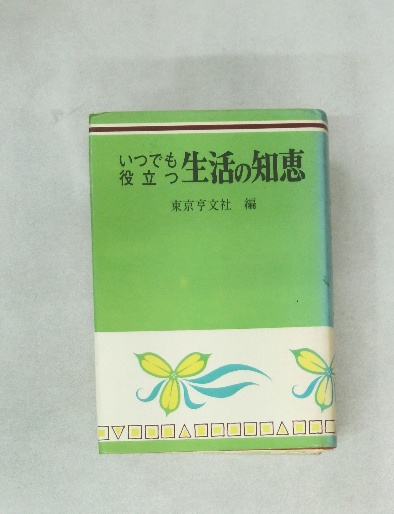 いつでも
役立つ
生活の知恵
東京亨文社 編